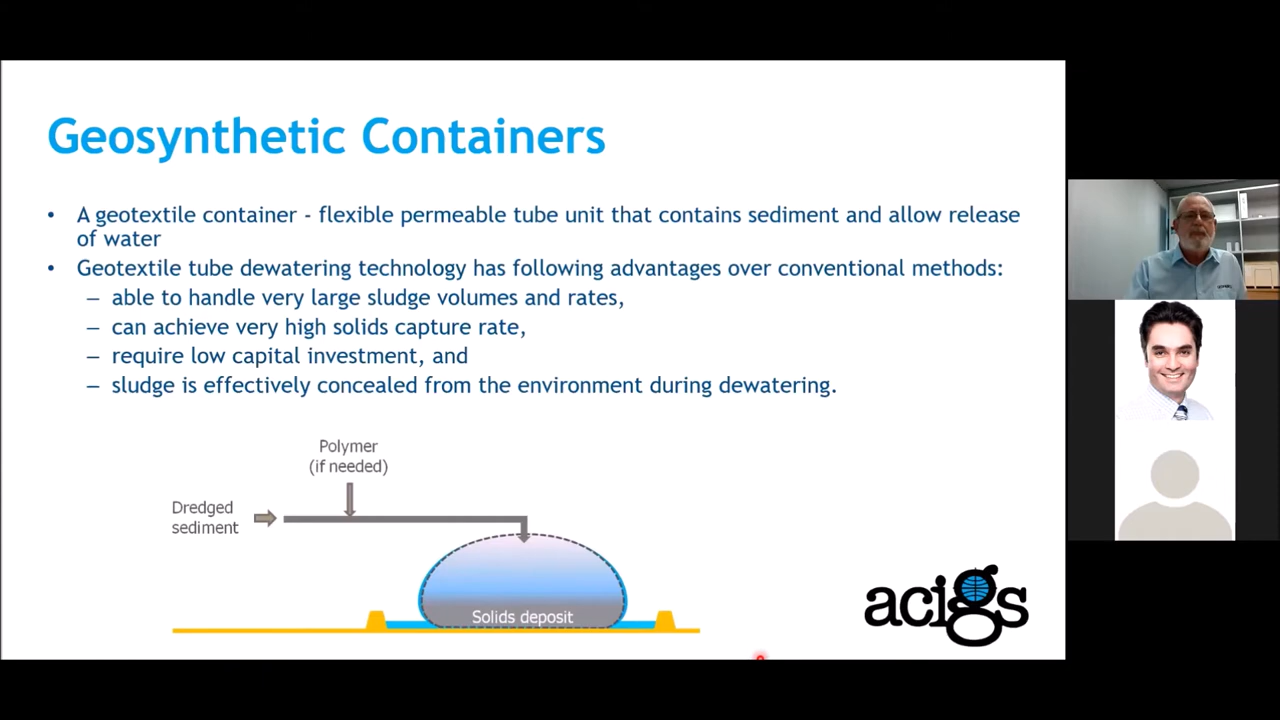 Geosynthetic Containers
• A geotextile container - flexible permeable tube unit that contains sediment and allow release
of water
• Geotextile tube dewatering technology has following advantages over conventional methods:
– able to handle very large sludge volumes and rates,
– can achieve very high solids capture rate,
– require low capital investment, and
– sludge is effectively concealed from the environment during dewatering.
Polymer
(if needed)
Dredged
sediment
Solids deposit
acigs